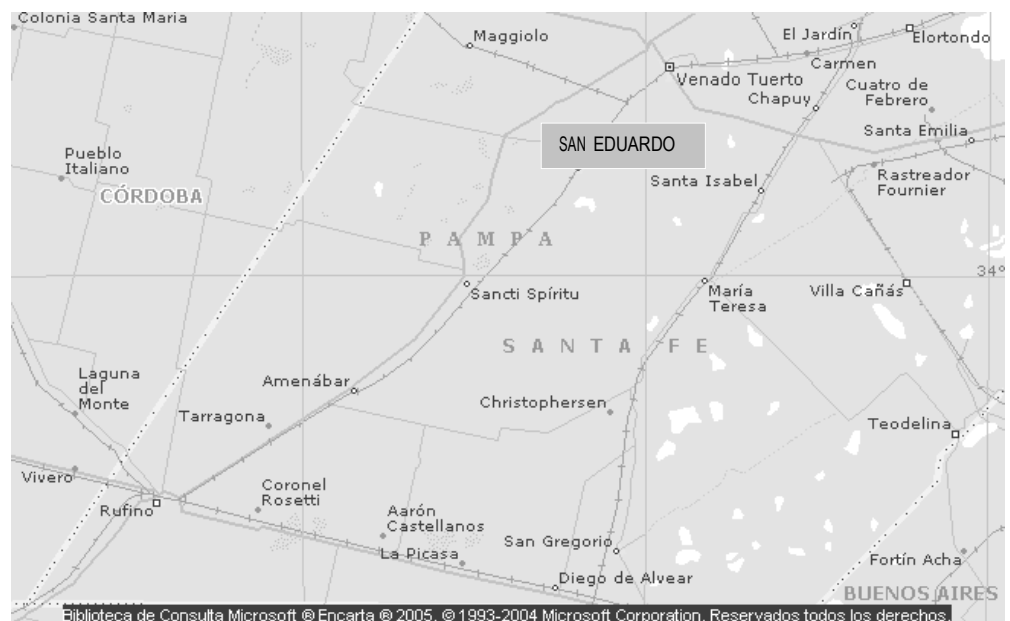 Colonia Santa Maria
Maggiolo
El Jardín
Elortondo
Carmen
Venado Tuerto
Chapuy
Cuatro de
Febrero
Santa Emilia
SAN EDUARDO
Pueblo
Italiano
CÓRDOBA
Santa Isabel
Rastreador
Fournier
PAMPA
34°
Sancti Spíritu
María
Teresa
Villa Cañás
SANTA FE
Laguna
del
Monte
Amenábar
Tarragona
Christophersen
Teodelina
Vivero
Rufino
Coronel
Rosetti
Aarón
Castellanos
La Picasa
San Gregorio
Diego de Alvear
Fortín Acha
BUENOS AIRES
Biblioteca de Consulta Microsoft ® Encarta ® 2005. © 1993-2004 Microsoft Corporation. Reservados todos los derechos.